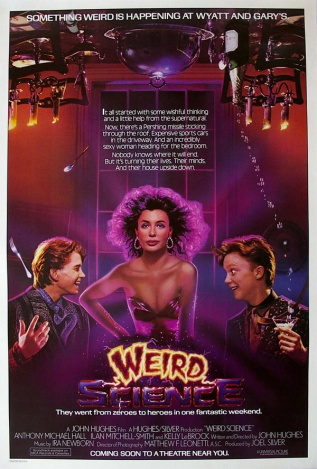 SOMETHING WEIRD IS HAPPENING AT WYATT AND GARY'S.
It all started with some wishful thinking
and a little help from the supernatural.
Now, there's a Pershing missile sticking
through the roof. Expensive sports cars
in the driveway. And an incredibly
sexy woman heading for the bedroom.
Nobody knows where it will end.
But it's turning their lives. Their minds.
And their house upside down.
WEIRD
SCIENCE
They went from zeroes to heroes in one fantastic weekend.
A JOHN HUGHES Film A HUGHES/SILVER Production "WEIRD SCIENCE"
ANTHONY MICHAEL HALL ILAN MITCHELL-SMITH and KELLY LeBROCK Written and Directed by JOHN HUGHES
Music by IRA NEWBORN Director of Photography MATTHEW F. LEONETTI, A.S.C. Produced by JOEL SILVER
COMING SOON TO A THEATRE NEAR YOU.
A UNIVERSAL PICTURE